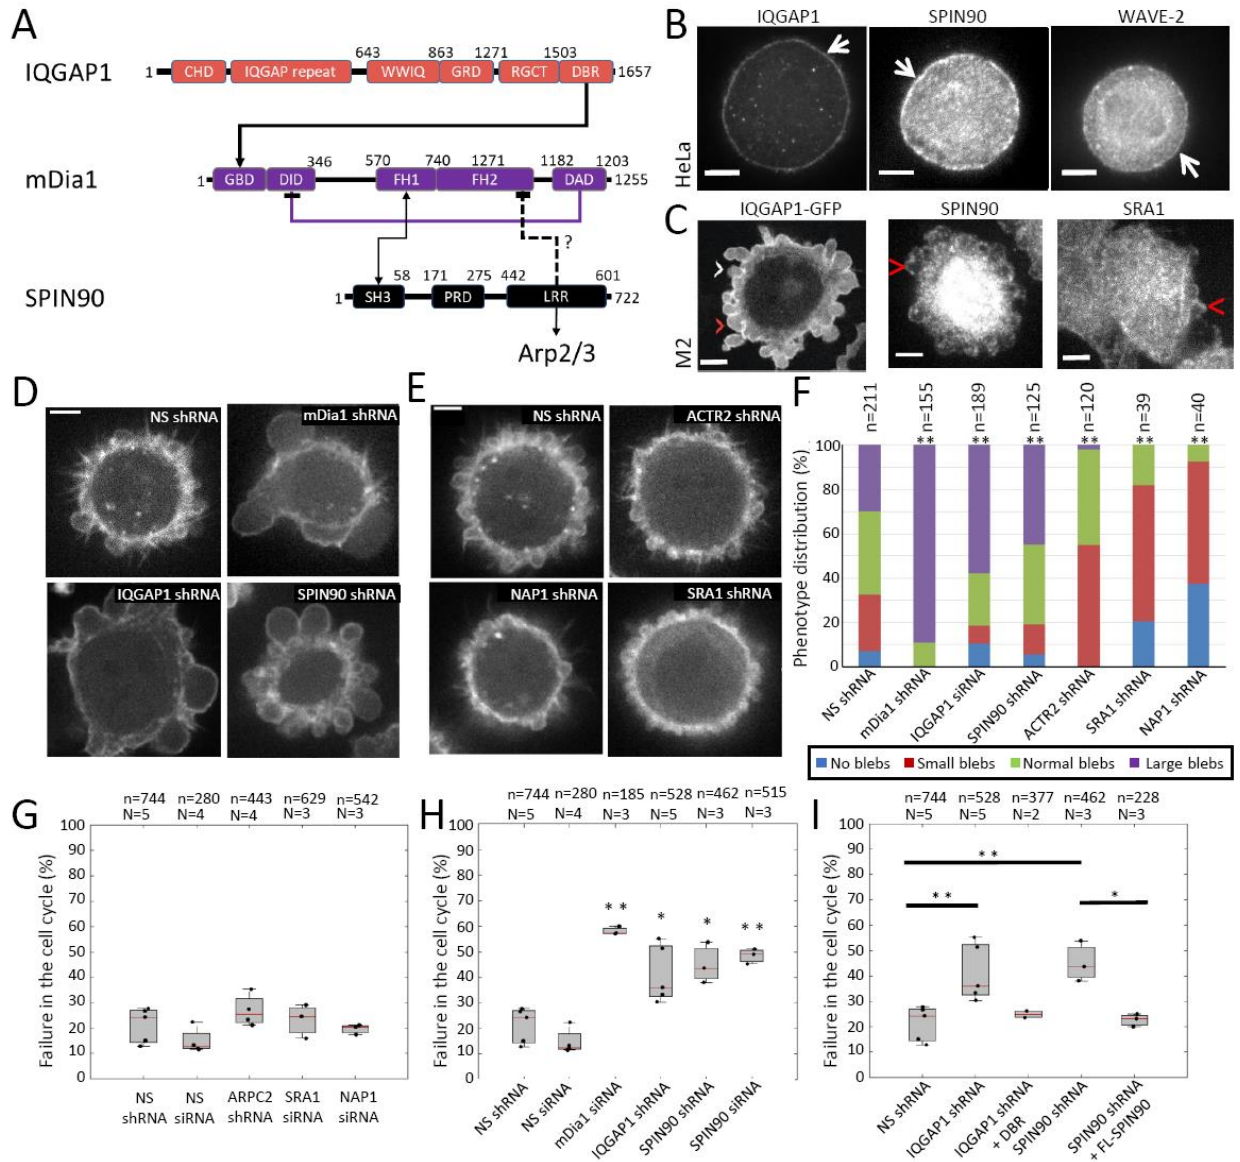 A
IQGAP1
1
CHD
IQGAP repeat
643
WWIQ
863
GRD
1271
RGCT
1503
DBR
1657
mDia1
1
GBD
DID
346
570
FH1
740
1271
FH2
1182
DAD
1203
1255
?
SPIN90
1
SH3
58
171
PRD
275
442
LRR
601
722
Arp2/3
B
IQGAP1
SPIN90
WAVE-2
HeLa
C
IQGAP1-GFP
SPIN90
SRA1
M2
D
NS shRNA
mDia1 shRNA
IQGAP1 shRNA
SPIN90 shRNA
E
NS shRNA
ACTR2 shRNA
NAP1 shRNA
SRA1 shRNA
F
n=211
** n=155
** n=189
** n=125
** n=120
** n=39
** n=40
Phenotype distribution (%)
100
80
60
40
20
0
NS shRNA
mDia1 shRNA
IQGAP1 siRNA
SPIN90 shRNA
ACTR2 shRNA
SRA1 shRNA
NAP1 shRNA
No blebs
Small blebs
Normal blebs
Large blebs
G
n=744 n=280 n=443 n=629 n=542
N=5 N=4 N=4 N=3 N=3
Failure in the cell cycle (%)
100
90
80
70
60
50
40
30
20
10
0
NS shRNA
NS siRNA
ARPC2 shRNA
SRA1 siRNA
NAP1 siRNA
H
n=744 n=280 n=185 n=528 n=462 n=515
N=5 N=4 N=3 N=5 N=3 N=3
Failure in the cell cycle (%)
100
90
80
70
60
50
40
30
20
10
0
** * * **
NS shRNA
NS siRNA
mDia1 siRNA
IQGAP1 shRNA
SPIN90 shRNA
SPIN90 siRNA
I
n=744 n=528 n=377 n=462 n=228
N=5 N=5 N=2 N=3 N=3
Failure in the cell cycle (%)
100
90
80
70
60
50
40
30
20
10
0
**
**
*
NS shRNA
IQGAP1 shRNA
IQGAP1 shRNA
+ DBR
SPIN90 shRNA
SPIN90 shRNA
+ FL-SPIN90